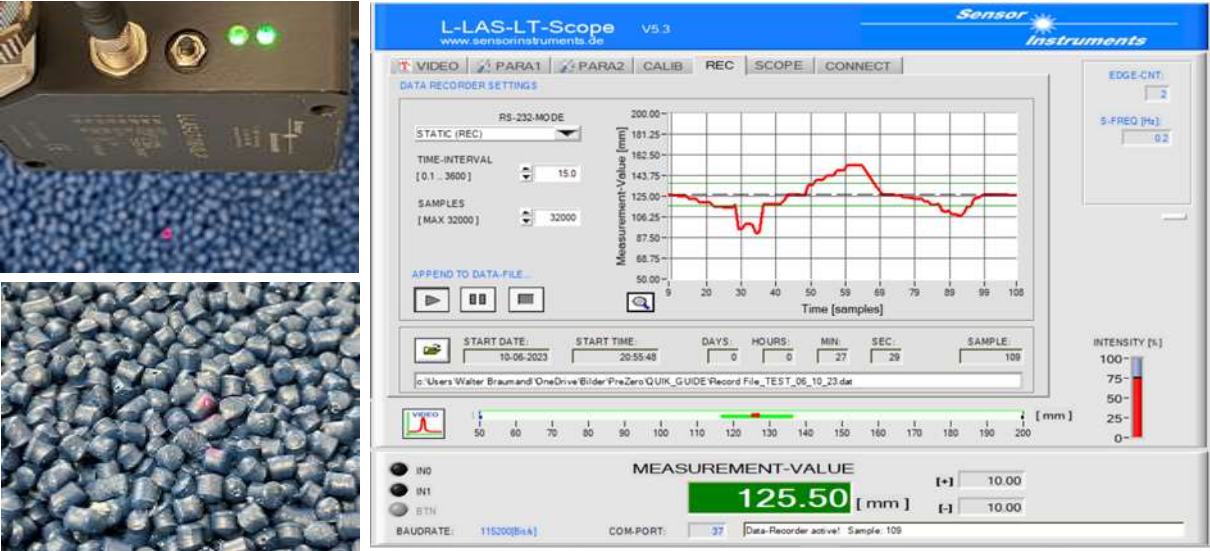 L-LAS-LT-Scope V5.3
www.sensorinstruments.de
Sensor
Instruments
VIDEO PARA1 PARA2 CALIB REC SCOPE CONNECT
DATA RECORDER SETTINGS
RS-232-MODE
STATIC (REC)
TIME-INTERVAL
[ 0.1 .. 3600 ] 15.0
SAMPLES
[ MAX 32000 ] 32000
APPEND TO DATA-FILE...
Measurement-Value [mm]
200.00
181.25
162.50
143.75
125.00
106.25
87.50
68.75
50.00
9 20 30 40 50 59 69 79 89 99 108
Time [samples]
EDGE-CNT:
2
S-FREQ [Hz]:
0.2
START DATE: START TIME: DAYS: HOURS: MIN: SEC: SAMPLE:
10-06-2023 20:55:48 0 0 27 29 109
c:\Users\Walter Braumand\OneDrive\Bilder\PreZero\QUIK_GUIDE\Record File_TEST_06_10_23.dat
INTENSITY [%]
100
75
50
25
0
VIDEO
[ mm ]
50 60 70 80 90 100 110 120 130 140 150 160 170 180 190 200
IN0
IN1
BTN
MEASUREMENT-VALUE
125.50 [ mm ]
[+] 10.00
[-] 10.00
BAUDRATE: 115200[Bis/s] COM-PORT: 37 Data-Recorder active! Sample: 109